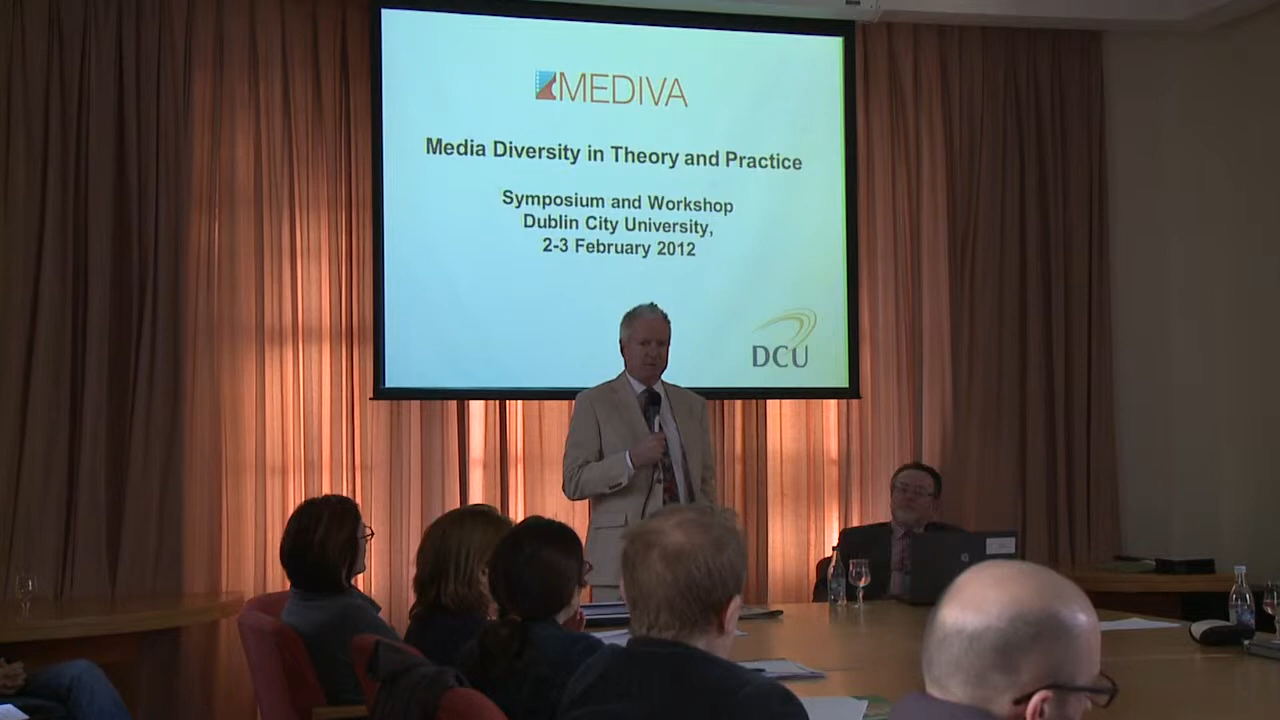 MEDIVA
Media Diversity in Theory and Practice
Symposium and Workshop
Dublin City University,
2-3 February 2012
DCU